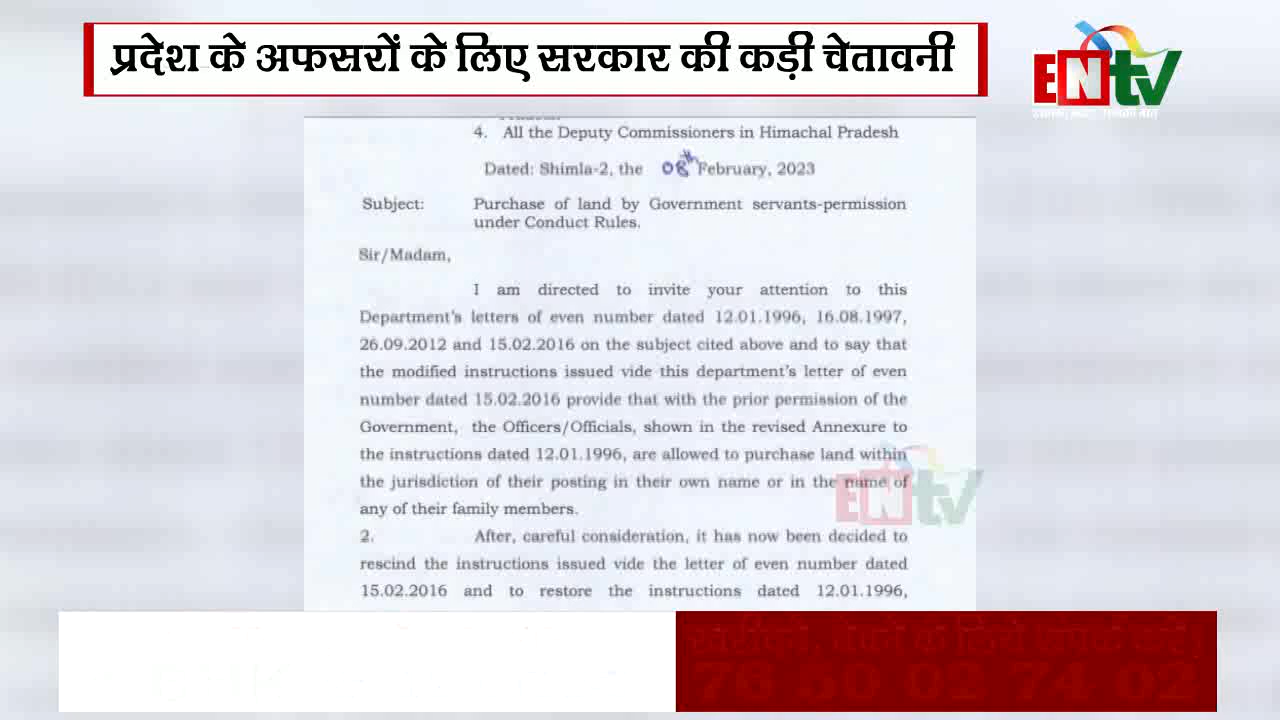 प्रदेश के अफसरों के लिए सरकार की कड़ी चेतावनी
ENTV
4. All the Deputy Commissioners in Himachal Pradesh
Dated: Shimla-2, the 08th February, 2023
Subject: Purchase of land by Government servants-permission
under Conduct Rules.
Sir/Madam,
I am directed to invite your attention to this
Department's letters of even number dated 12.01.1996, 16.08.1997,
26.09.2012 and 15.02.2016 on the subject cited above and to say that
the modified instructions issued vide this department's letter of even
number dated 15.02.2016 provide that with the prior permission of the
Government, the Officers/Officials, shown in the revised Annexure to
the instructions dated 12.01.1996, are allowed to purchase land within
the jurisdiction of their posting in their own name or in the name of
any of their family members.
ENTV
2. After, careful consideration, it has now been decided to
rescind the instructions issued vide the letter of even number dated
15.02.2016 and to restore the instructions dated 12.01.1996,
76 50 02 74 02